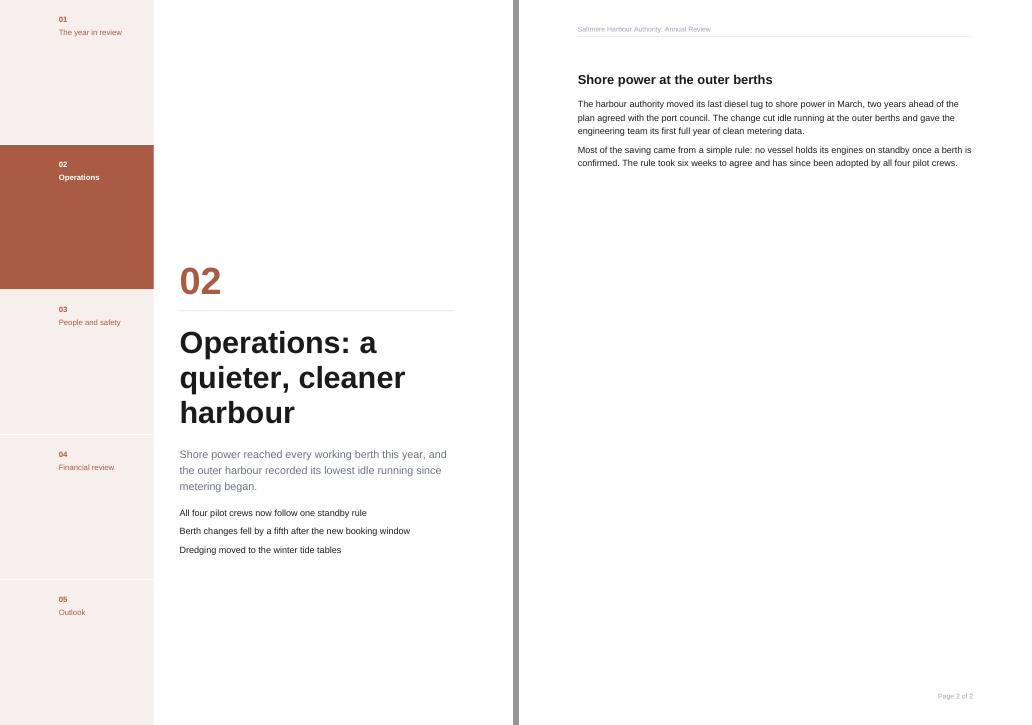 01
The year in review
02
Operations
03
People and safety
04
Financial review
05
Outlook
02
Operations: a
quieter, cleaner
harbour
Shore power reached every working berth this year, and
the outer harbour recorded its lowest idle running since
metering began.
All four pilot crews now follow one standby rule
Berth changes fell by a fifth after the new booking window
Dredging moved to the winter tide tables
Saltmere Harbour Authority: Annual Review
Shore power at the outer berths
The harbour authority moved its last diesel tug to shore power in March, two years ahead of the
plan agreed with the port council. The change cut idle running at the outer berths and gave the
engineering team its first full year of clean metering data.
Most of the saving came from a simple rule: no vessel holds its engines on standby once a berth is
confirmed. The rule took six weeks to agree and has since been adopted by all four pilot crews.
Page 2 of 2